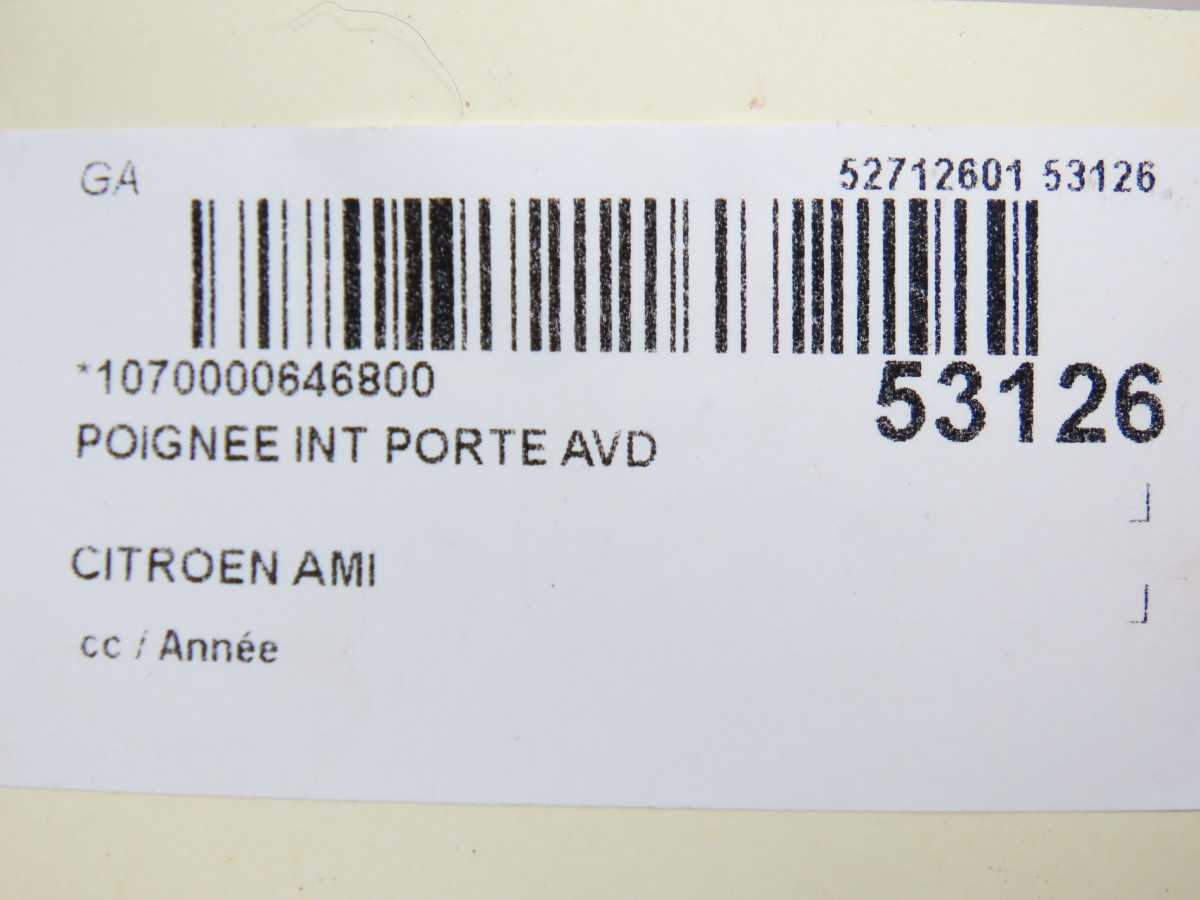 GA
52712601 53126
*1070000646800
53126
POIGNEE INT PORTE AVD
CITROEN AMI
cc / Année